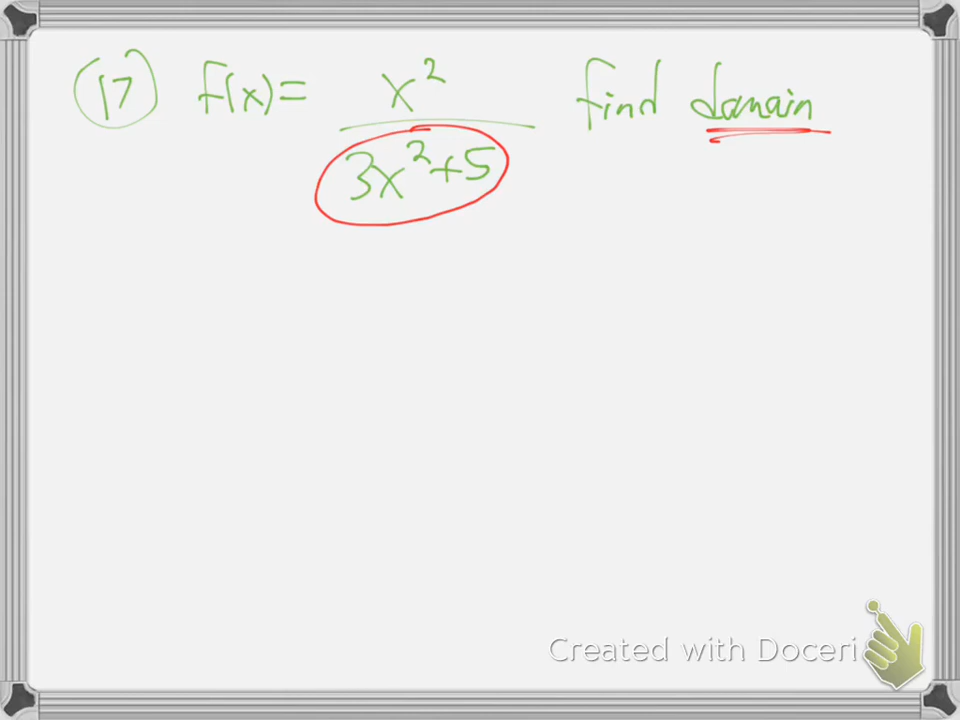 (17) f(x) = x² / (3x²+5) find domain
Created with Doceri